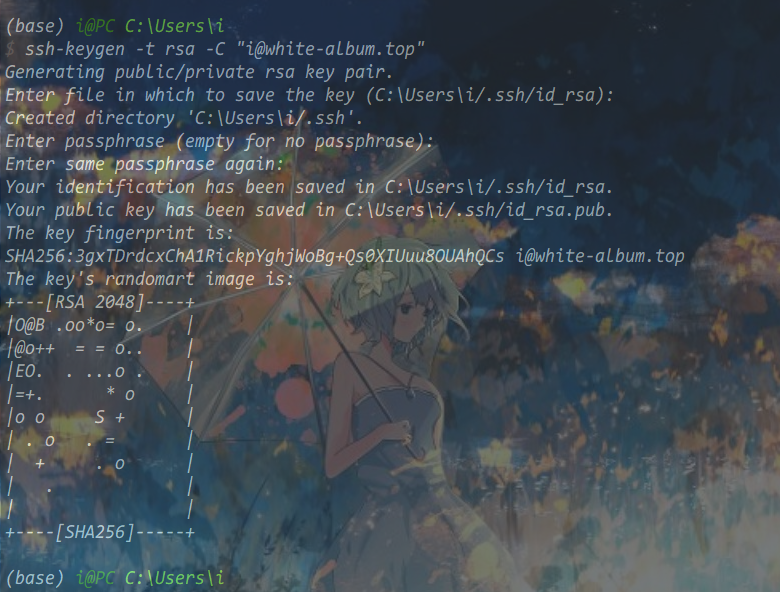 (base) i@PC C:\Users\i
$ ssh-keygen -t rsa -C "i@white-album.top"
Generating public/private rsa key pair.
Enter file in which to save the key (C:\Users\i/.ssh/id_rsa):
Created directory 'C:\Users\i/.ssh'.
Enter passphrase (empty for no passphrase):
Enter same passphrase again:
Your identification has been saved in C:\Users\i/.ssh/id_rsa.
Your public key has been saved in C:\Users\i/.ssh/id_rsa.pub.
The key fingerprint is:
SHA256:3gxTDrdcxChA1RickpYghjWoBg+Qs0XIUuu8OUAhQCs i@white-album.top
The key's randomart image is:
+---[RSA 2048]----+
|O@B .oo*o= o.    |
|@o++  = = o..    |
|EO.  . ...o .    |
|=+.      * o     |
|o o     S +      |
| . o   . =       |
|  +     . o      |
|   .             |
|                 |
+----[SHA256]-----+
(base) i@PC C:\Users\i